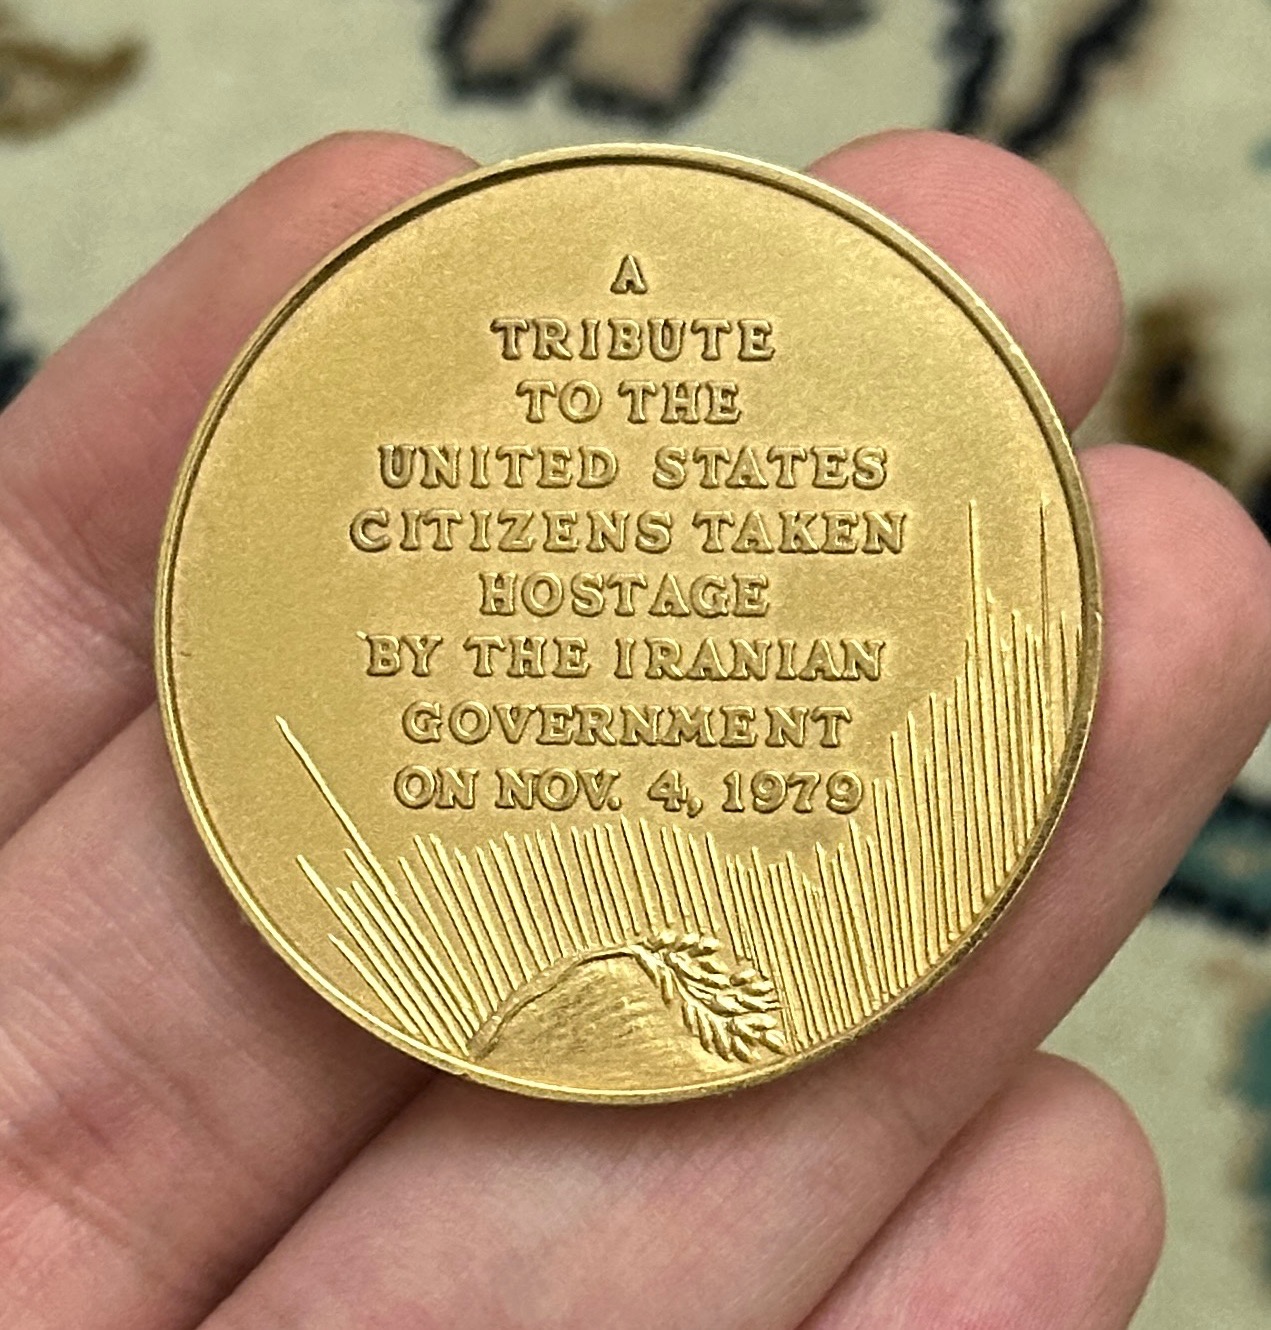 A
TRIBUTE
TO THE
UNITED STATES
CITIZENS TAKEN
HOSTAGE
BY THE IRANIAN
GOVERNMENT
ON NOV. 4, 1979